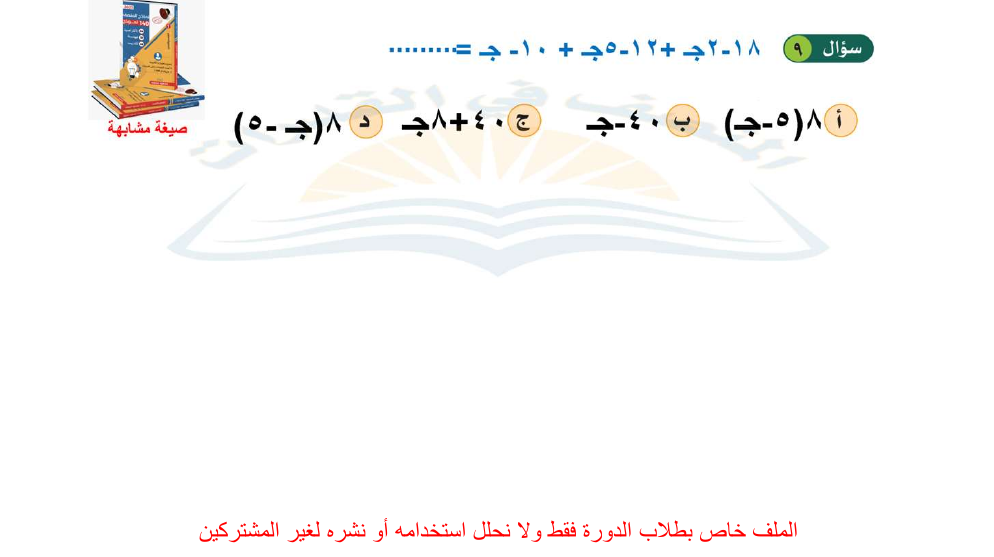 سؤال ٩ ١٨-٢جـ +١٢-٥جـ + ١٠- جـ =.........
أ ٨(٥-جـ) ب ٤٠-جـ ج ٤٠+٨جـ د ٨(جـ -٥)
صيغة مشابهة
الملف خاص بطلاب الدورة فقط ولا نحلل استخدامه أو نشره لغير المشتركين